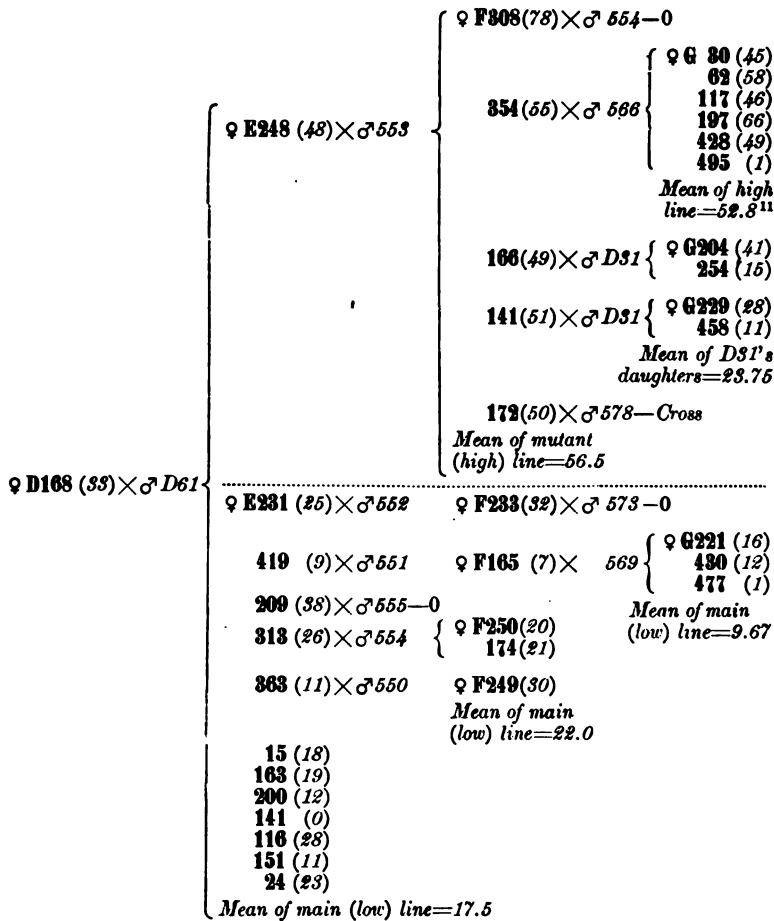 ♀ F308 (78) × ♂ 554—0
♀ G 30 (45)
62 (58)
♀ E248 (48) × ♂ 553
354 (55) × ♂ 566
117 (46)
197 (66)
428 (49)
495 (1)
Mean of high
line=52.8¹¹
166 (49) × ♂ D31
♀ G204 (41)
254 (15)
141 (51) × ♂ D31
♀ G229 (28)
458 (11)
Mean of D31's
daughters=23.75
172 (50) × ♂ 578—Cross
Mean of mutant
(high) line=56.5
♀ D168 (33) × ♂ D61
♀ E231 (25) × ♂ 552 ♀ F233 (32) × ♂ 573—0
419 (9) × ♂ 551 ♀ F165 (7) × 569
♀ G221 (16)
430 (12)
477 (1)
Mean of main
(low) line=9.67
209 (38) × ♂ 555—0
313 (26) × ♂ 554
♀ F250 (20)
174 (21)
363 (11) × ♂ 550 ♀ F249 (30)
Mean of main
(low) line=22.0
15 (18)
163 (19)
200 (12)
141 (0)
116 (28)
151 (11)
24 (23)
Mean of main (low) line=17.5